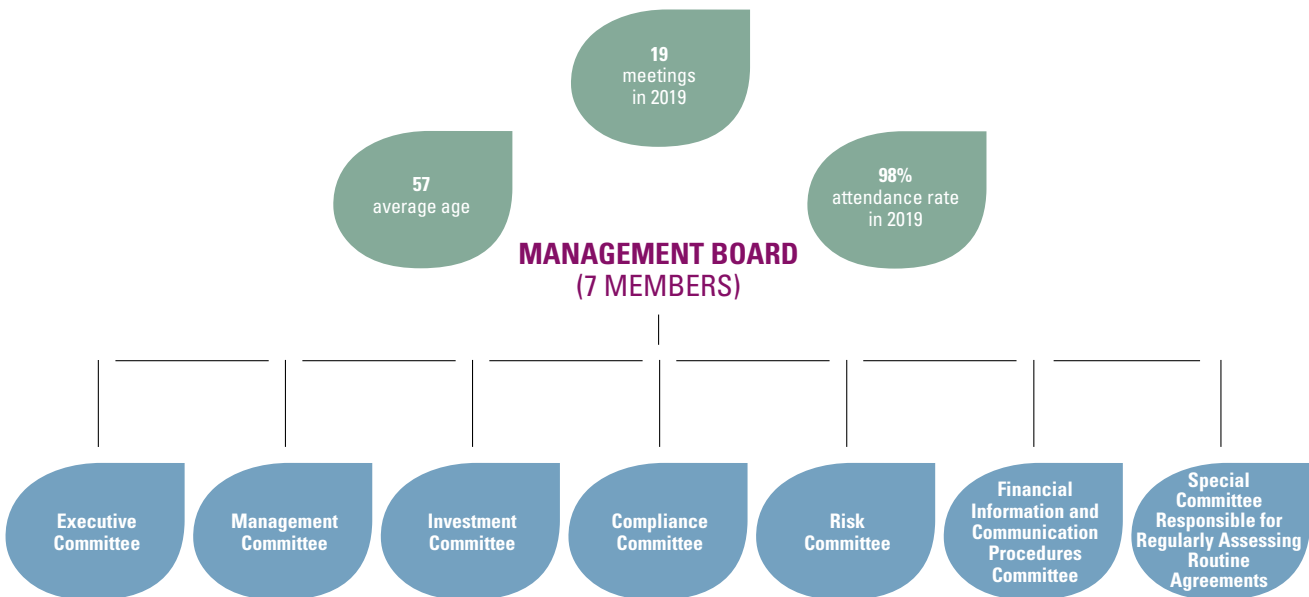 19
meetings
in 2019
57
average age
98%
attendance rate
in 2019
MANAGEMENT BOARD
(7 MEMBERS)
Executive
Committee
Management
Committee
Investment
Committee
Compliance
Committee
Risk
Committee
Financial
Information and
Communication
Procedures
Committee
Special
Committee
Responsible for
Regularly Assessing
Routine
Agreements